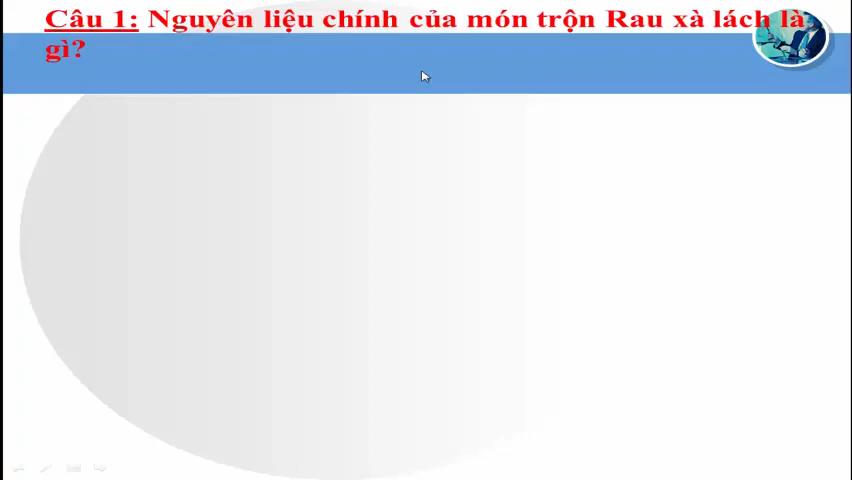 Câu 1: Nguyên liệu chính của món trộn Rau xà lách là
gì?